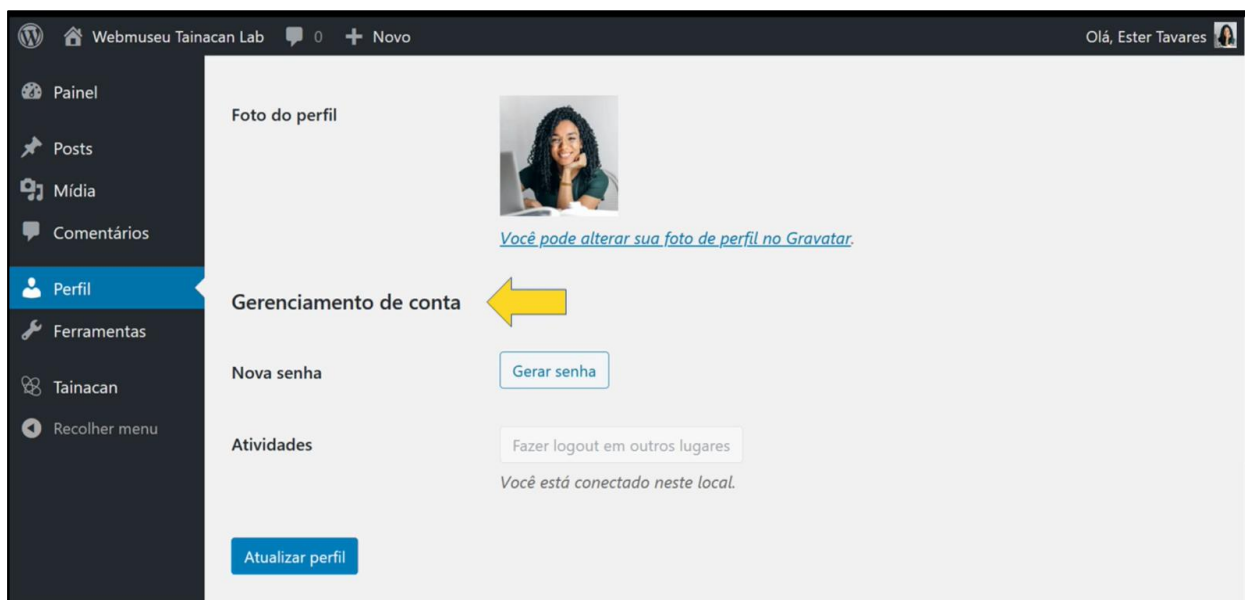 Webmuseu Tainacan Lab 0 Novo Olá, Ester Tavares
Painel
Posts
Mídia
Comentários
Perfil
Ferramentas
Tainacan
Recolher menu
Foto do perfil
Você pode alterar sua foto de perfil no Gravatar.
Gerenciamento de conta
Nova senha Gerar senha
Atividades Fazer logout em outros lugares
Você está conectado neste local.
Atualizar perfil